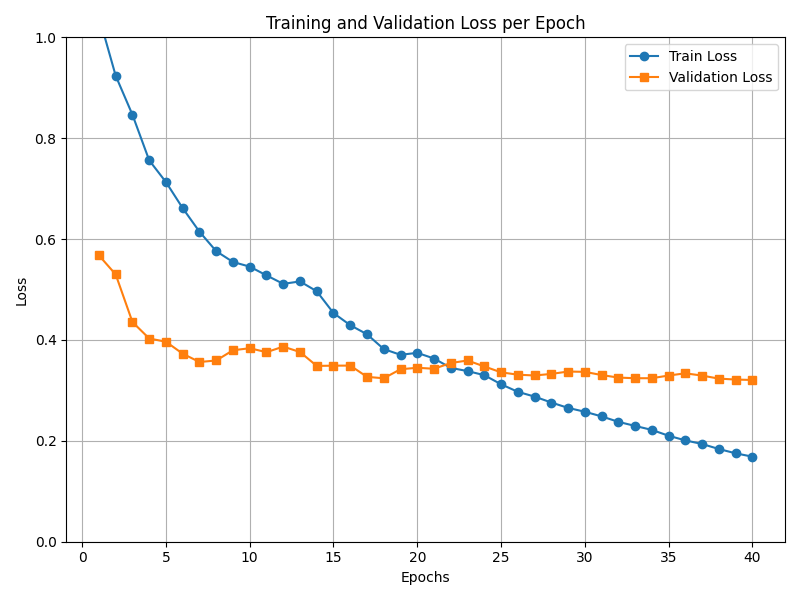 Training and Validation Loss per Epoch
Train Loss
Validation Loss
Loss
1.0
0.8
0.6
0.4
0.2
0.0
0 5 10 15 20 25 30 35 40
Epochs